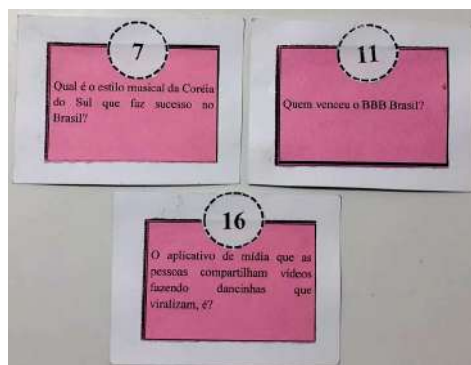 7
Qual é o estilo musical da Coréia
do Sul que faz sucesso no
Brasil?
11
Quem venceu o BBB Brasil?
16
O aplicativo de mídia que as
pessoas compartilham vídeos
fazendo dancinhas que
viralizam, é?